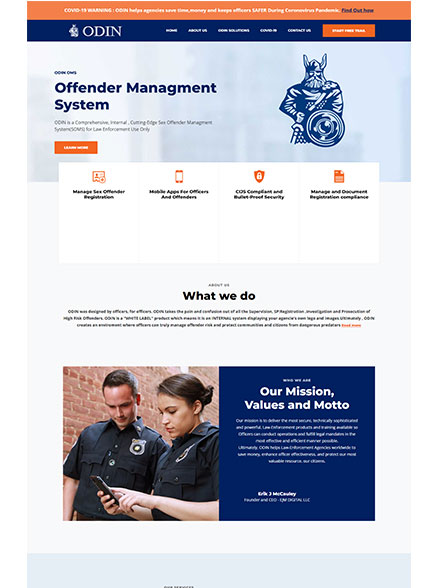 COVID-19 WARNING : ODIN helps agencies save time,money and keeps officers SAFER During Coronavirus Pandemic. Find Out how
ODIN
HOME
ABOUT US
ODIN SOLUTIONS
COVID-19
CONTACT US
START FREE TRAIL
ODIN OMS
Offender Managment
System
ODIN is a Comprehensive, Internal , Cutting-Edge Sex Offender Managment
System(SOMS) for Law Enforcement Use Only
LEARN MORE
Manage Sex Offender
Registration
Mobile Apps For Officers
And Offenders
CJIS Compliant and
Bullet-Proof Security
Manage and Document
Registration compliance
ABOUT US
What we do
ODIN was designed by officers, for officers. ODIN takes the pain and confusion out of all the Supervision, SP.Registration ,Investigation and Prosecution of
High Risk Offenders. ODIN is a "WHITE LABEL" product which means it is an INTERNAL system displaying your agencie's own logo and images Ultimately , ODIN
creates an environment where officers can truly manage offender risk and protect communities and citizens from dangerous predators Read more
WHO WE ARE
Our Mission,
Values and Motto
Our mission is to deliver the most secure, technically sophisticated
and powerful, Law Enforcement products and training available so
Officers can conduct operations and fulfill legal mandates in the
most effective and efficient manner possible.
Ultimately, ODIN helps Law-Enforcement Agencies worldwide to
save money, enhance officer effectiveness, and protect our most
valuable resource, our citizens.
Erik J McCauley
Founder and CEO - EJM DIGITAL LLC